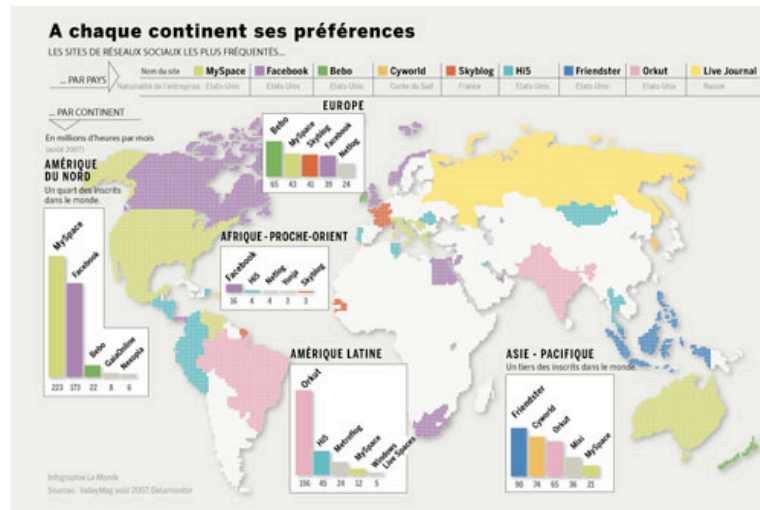 A chaque continent ses préférences
LES SITES DE RÉSEAUX SOCIAUX LES PLUS FRÉQUENTÉS...
... PAR PAYS
Nom du site MySpace Facebook Bebo Cyworld Skyblog Hi5 Friendster Orkut Live Journal
Nationalité de l'entreprise : Etats-Unis Etats-Unis Etats-Unis Corée du Sud France Etats-Unis Etats-Unis Etats-Unis Russie
... PAR CONTINENT
En millions d'heures par mois
(août 2007)
EUROPE
Bebo MySpace Skyblog Facebook Netlog
65 43 41 39 24
AMÉRIQUE
DU NORD
Un quart des inscrits
dans le monde.
MySpace Facebook Bebo GaiaOnline Nexopia
223 173 22 8 6
AFRIQUE - PROCHE-ORIENT
Facebook Hi5 Netlog Yonja Skyblog
16 4 4 3 3
AMÉRIQUE LATINE
Orkut Hi5 Metroflog MySpace Windows
Live Spaces
156 45 24 12 5
ASIE - PACIFIQUE
Un tiers des inscrits dans le monde.
Friendster Cyworld Orkut Mixi MySpace
90 74 65 36 21
Infographie Le Monde
Sources : ValleyMag août 2007, Datamonitor